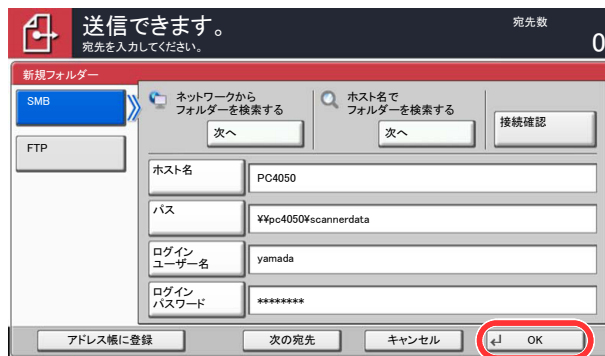 送信できます。
宛先を入力してください。
宛先数
0
新規フォルダー
SMB
FTP
ネットワークから
フォルダーを検索する
次へ
ホスト名で
フォルダーを検索する
次へ
接続確認
ホスト名
PC4050
パス
¥¥pc4050¥scannerdata
ログイン
ユーザー名
yamada
ログイン
パスワード
********
アドレス帳に登録
次の宛先
キャンセル
OK